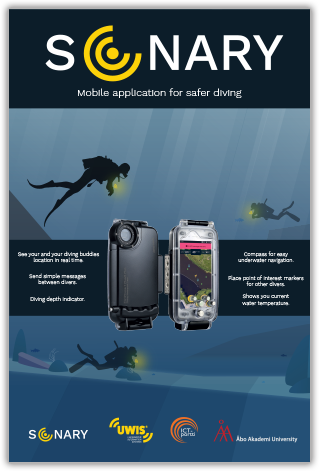 SONARY
Mobile application for safer diving
See your and your diving buddies
location in real time.
Send simple messages
between divers.
Diving depth indicator.
Compass for easy
underwater navigation.
Place point of interest markers
for other divers.
Shows you current
water temperature.
SONARY
UWIS
ICT
portti
Åbo Akademi University